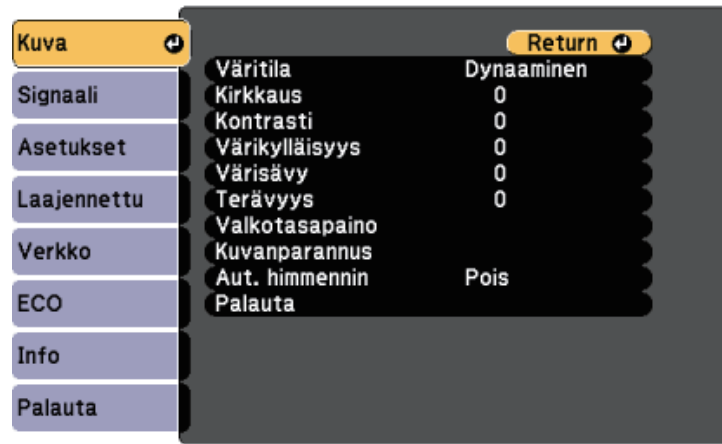 Kuva
Signaali
Asetukset
Laajennettu
Verkko
ECO
Info
Palauta
Return
Väritila Dynaaminen
Kirkkaus 0
Kontrasti 0
Värikylläisyys 0
Värisävy 0
Terävyys 0
Valkotasapaino
Kuvanparannus
Aut. himmennin Pois
Palauta